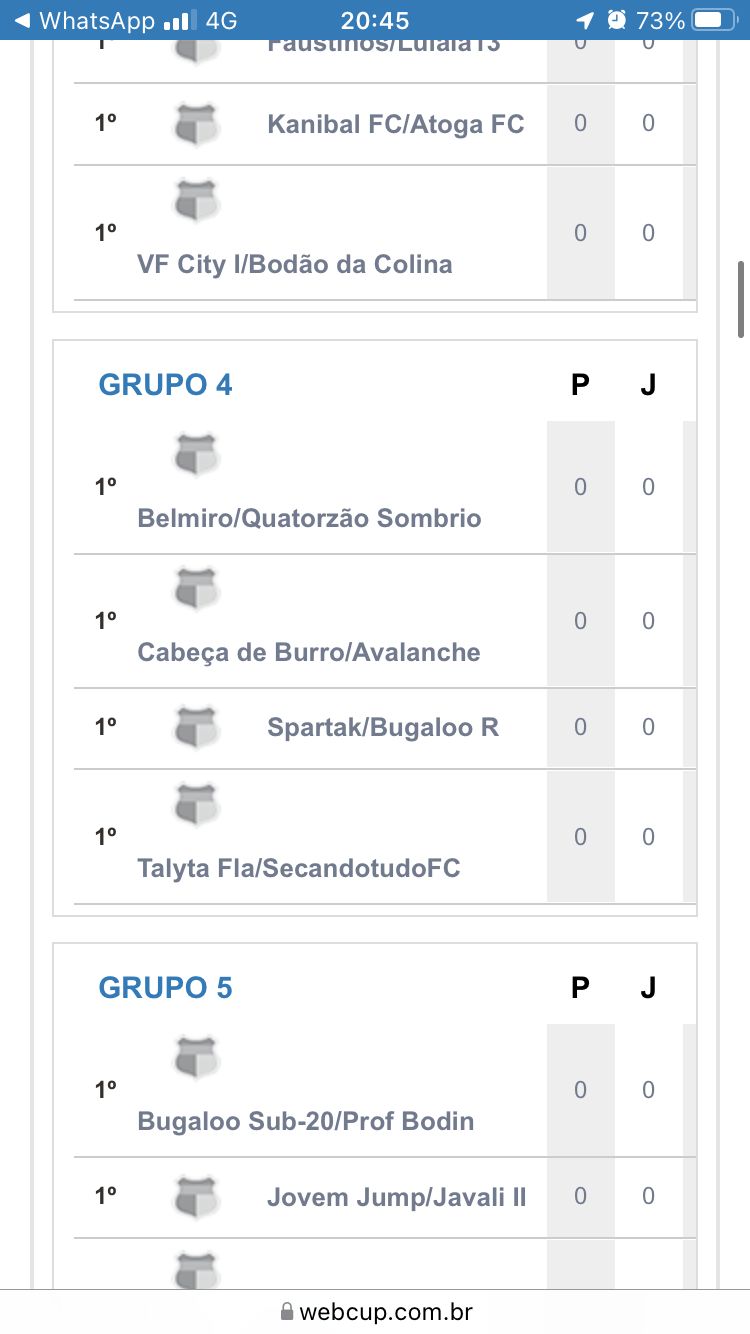 WhatsApp 4G 20:45 73%
1º Faustinos/Lulala13 0 0
1º Kanibal FC/Atoga FC 0 0
1º VF City I/Bodão da Colina 0 0
GRUPO 4 P J
1º Belmiro/Quatorzão Sombrio 0 0
1º Cabeça de Burro/Avalanche 0 0
1º Spartak/Bugaloo R 0 0
1º Talyta Fla/SecandotudoFC 0 0
GRUPO 5 P J
1º Bugaloo Sub-20/Prof Bodin 0 0
1º Jovem Jump/Javali II 0 0
webcup.com.br